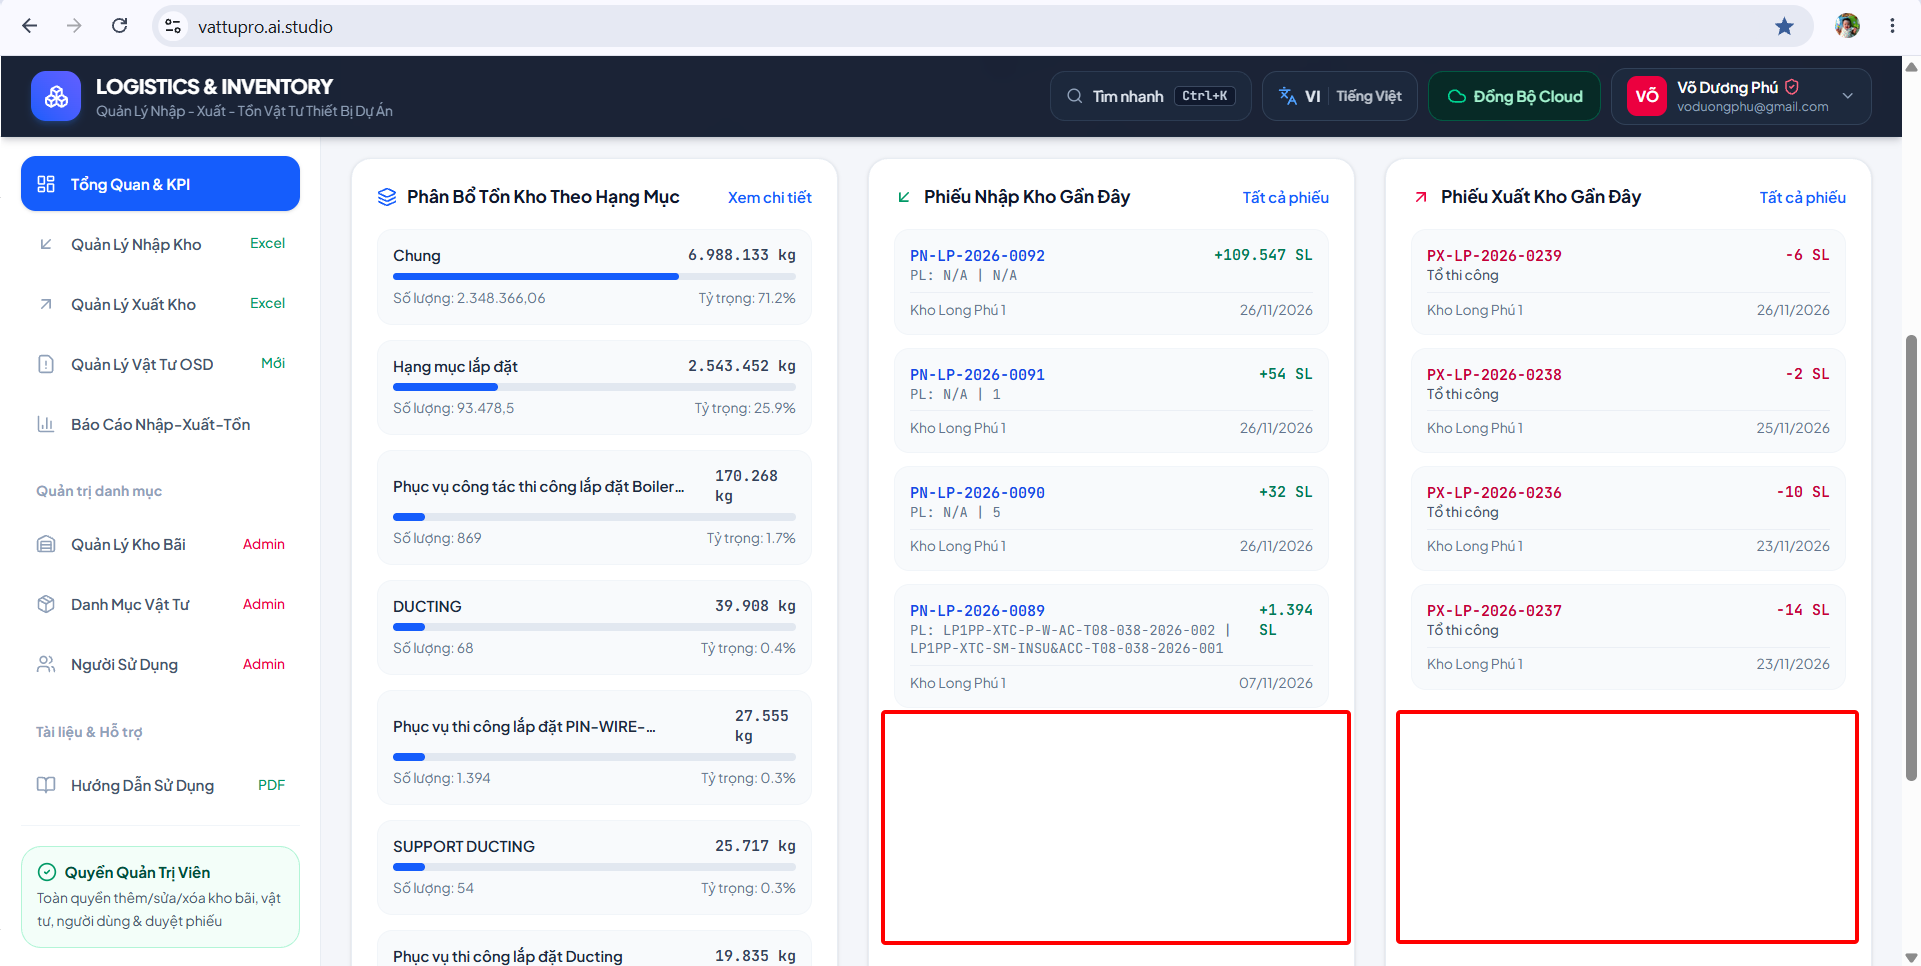 vattupro.ai.studio
LOGISTICS & INVENTORY
Quản Lý Nhập - Xuất - Tồn Vật Tư Thiết Bị Dự Án
Tìm nhanh Ctrl+K
VI Tiếng Việt
Đồng Bộ Cloud
VÕ
Võ Dương Phú
voduongphu@gmail.com
Tổng Quan & KPI
Quản Lý Nhập Kho Excel
Quản Lý Xuất Kho Excel
Quản Lý Vật Tư OSD Mới
Báo Cáo Nhập-Xuất-Tồn
Quản trị danh mục
Quản Lý Kho Bãi Admin
Danh Mục Vật Tư Admin
Người Sử Dụng Admin
Tài liệu & Hỗ trợ
Hướng Dẫn Sử Dụng PDF
Quyền Quản Trị Viên
Toàn quyền thêm/sửa/xóa kho bãi, vật
tư, người dùng & duyệt phiếu
Phân Bổ Tồn Kho Theo Hạng Mục Xem chi tiết
Chung 6.988.133 kg
Số lượng: 2.348.366,06 Tỷ trọng: 71.2%
Hạng mục lắp đặt 2.543.452 kg
Số lượng: 93.478,5 Tỷ trọng: 25.9%
Phục vụ công tác thi công lắp đặt Boiler... 170.268
kg
Số lượng: 869 Tỷ trọng: 1.7%
DUCTING 39.908 kg
Số lượng: 68 Tỷ trọng: 0.4%
Phục vụ thi công lắp đặt PIN-WIRE-... 27.555
kg
Số lượng: 1.394 Tỷ trọng: 0.3%
SUPPORT DUCTING 25.717 kg
Số lượng: 54 Tỷ trọng: 0.3%
Phục vụ thi công lắp đặt Ducting 19.835 kg
Phiếu Nhập Kho Gần Đây Tất cả phiếu
PN-LP-2026-0092 +109.547 SL
PL: N/A | N/A
Kho Long Phú 1 26/11/2026
PN-LP-2026-0091 +54 SL
PL: N/A | 1
Kho Long Phú 1 26/11/2026
PN-LP-2026-0090 +32 SL
PL: N/A | 5
Kho Long Phú 1 26/11/2026
PN-LP-2026-0089 +1.394
PL: LP1PP-XTC-P-W-AC-T08-038-2026-002 | SL
LP1PP-XTC-SM-INSU&ACC-T08-038-2026-001
Kho Long Phú 1 07/11/2026
Phiếu Xuất Kho Gần Đây Tất cả phiếu
PX-LP-2026-0239 -6 SL
Tổ thi công
Kho Long Phú 1 26/11/2026
PX-LP-2026-0238 -2 SL
Tổ thi công
Kho Long Phú 1 25/11/2026
PX-LP-2026-0236 -10 SL
Tổ thi công
Kho Long Phú 1 23/11/2026
PX-LP-2026-0237 -14 SL
Tổ thi công
Kho Long Phú 1 23/11/2026